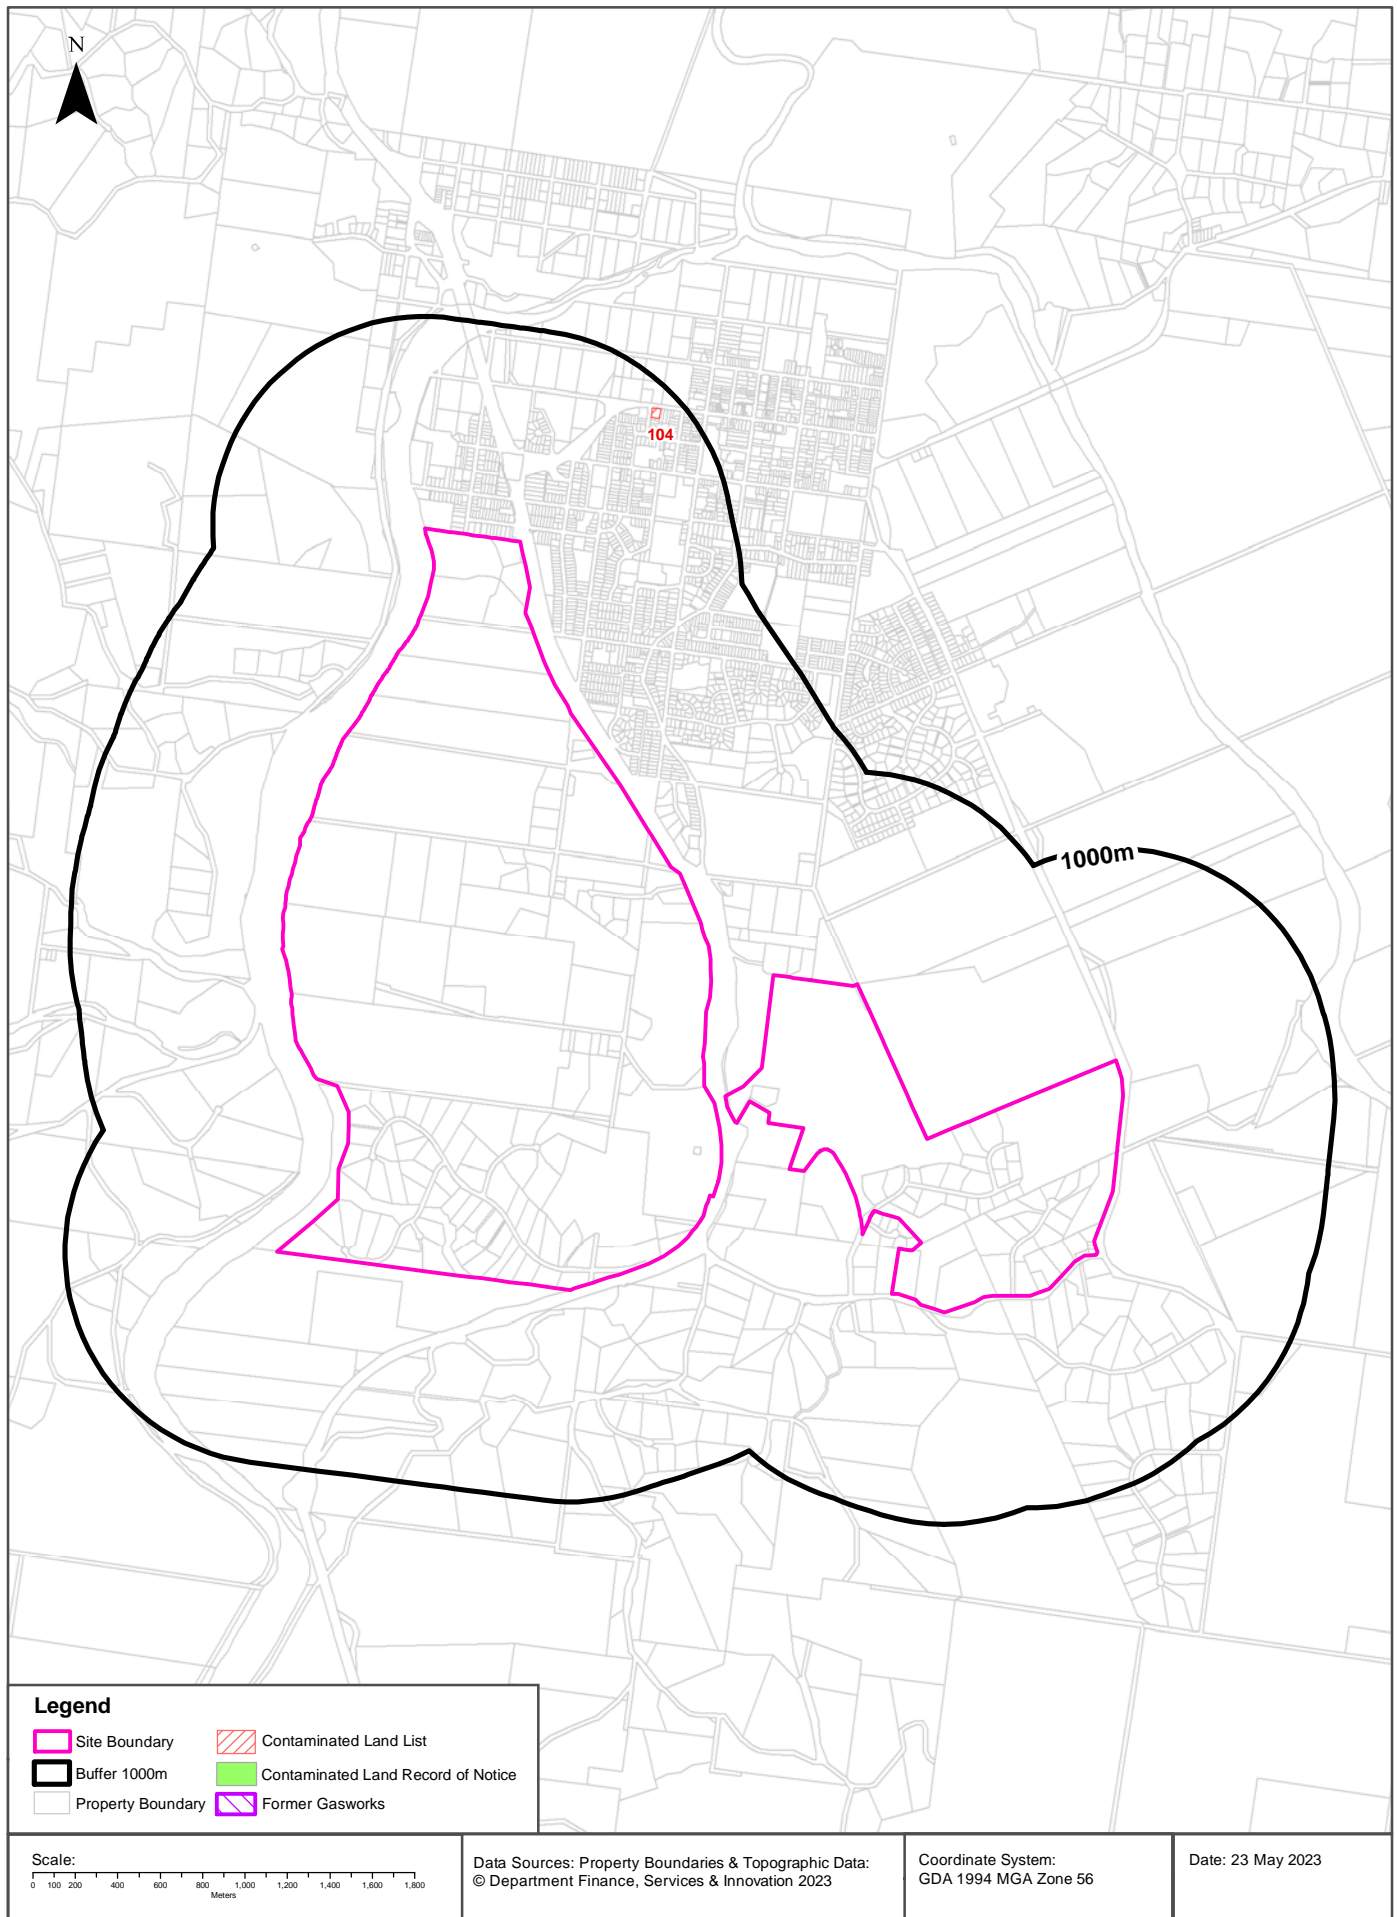 N
104
1000m
Legend
Site Boundary
Contaminated Land List
Buffer 1000m
Contaminated Land Record of Notice
Property Boundary
Former Gasworks
Scale:
0 100 200 400 600 800 1,000 1,200 1,400 1,600 1,800
Meters
Data Sources: Property Boundaries & Topographic Data:
© Department Finance, Services & Innovation 2023
Coordinate System:
GDA 1994 MGA Zone 56
Date: 23 May 2023